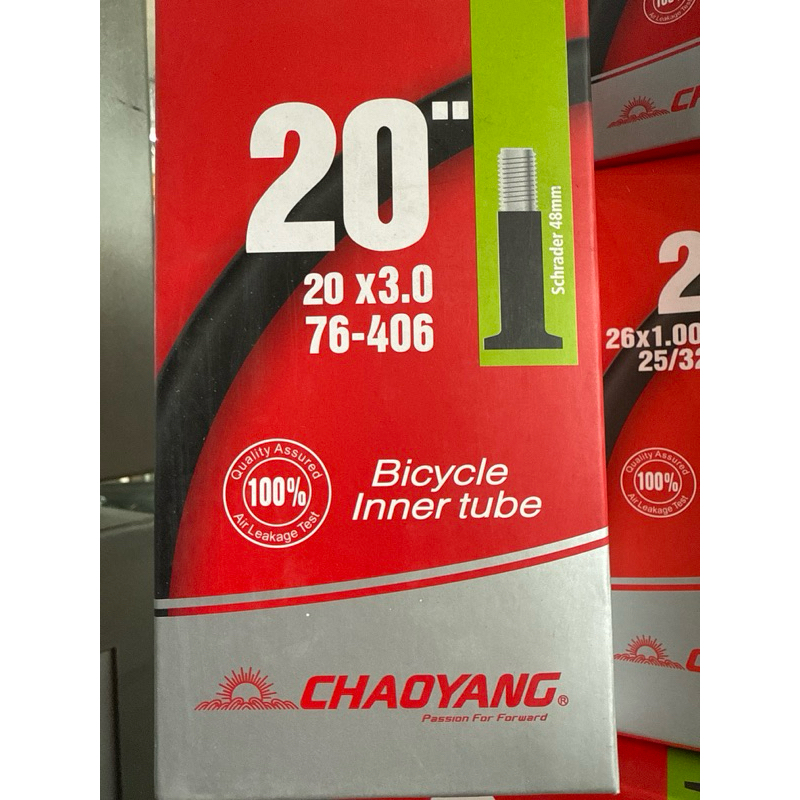 20"
20 x3.0
76-406
Schrader 48mm
Quality Assured
100%
Air Leakage Test
Bicycle
Inner tube
CHAOYANG®
Passion For Forward
2
26x1.00
25/32
Quality Assured
100%
Air Leakage Test